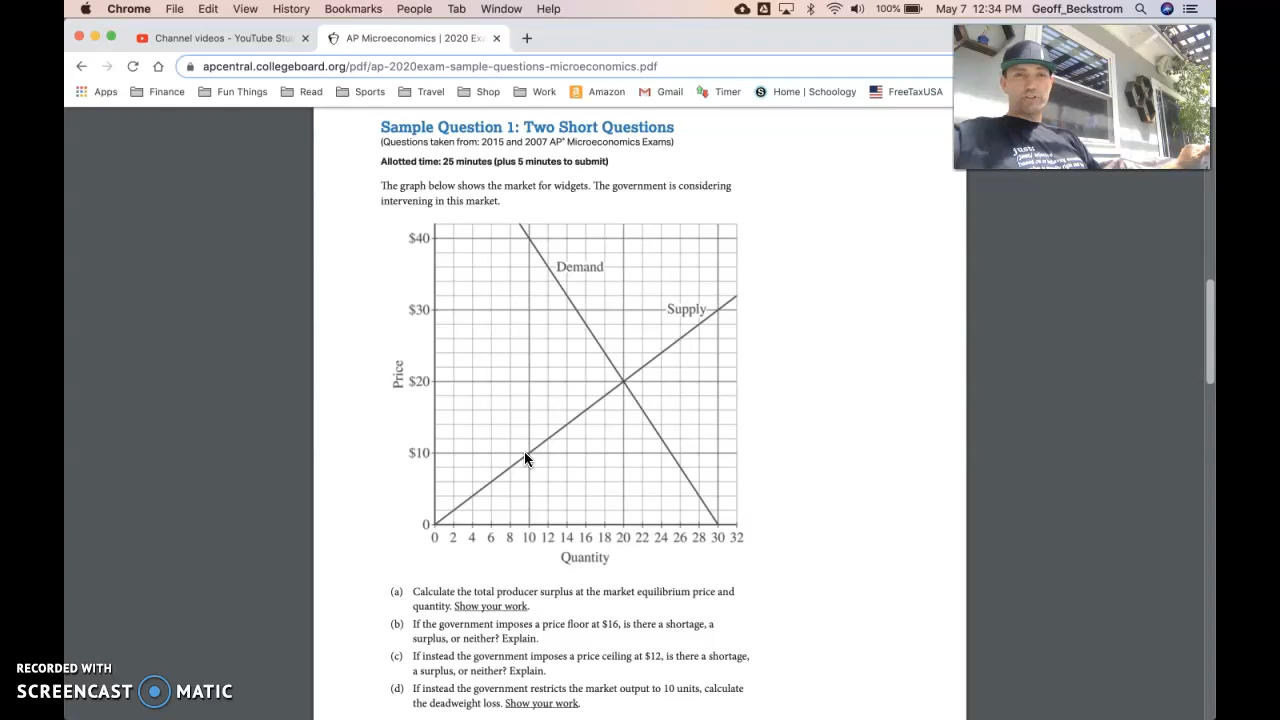 Chrome File Edit View History Bookmarks People Tab Window Help 100% May 7 12:34 PM Geoff_Beckstrom
Channel videos - YouTube Stu AP Microeconomics | 2020 Ex
apcentral.collegeboard.org/pdf/ap-2020exam-sample-questions-microeconomics.pdf
Apps Finance Fun Things Read Sports Travel Shop Work Amazon Gmail Timer Home | Schoology FreeTaxUSA
Sample Question 1: Two Short Questions
(Questions taken from: 2015 and 2007 AP® Microeconomics Exams)
Allotted time: 25 minutes (plus 5 minutes to submit)
The graph below shows the market for widgets. The government is considering
intervening in this market.
$40
Demand
$30
Supply
Price
$20
$10
0
0 2 4 6 8 10 12 14 16 18 20 22 24 26 28 30 32
Quantity
(a) Calculate the total producer surplus at the market equilibrium price and
quantity. Show your work.
(b) If the government imposes a price floor at $16, is there a shortage, a
surplus, or neither? Explain.
(c) If instead the government imposes a price ceiling at $12, is there a shortage,
a surplus, or neither? Explain.
(d) If instead the government restricts the market output to 10 units, calculate
the deadweight loss. Show your work.
RECORDED WITH
SCREENCAST MATIC